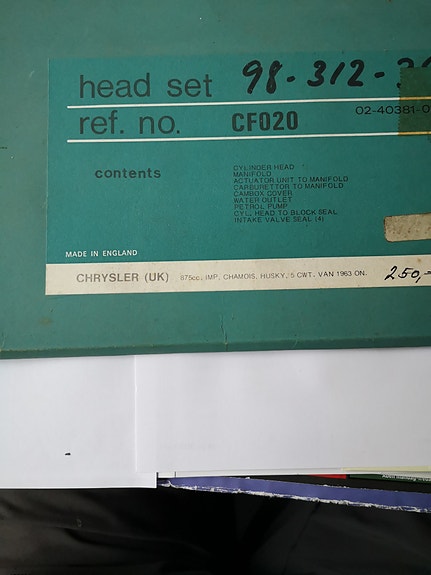 head set 98-312-
ref. no. CF020
02-40381-0
contents
CYLINDER HEAD
MANIFOLD
ACTUATOR UNIT TO MANIFOLD
CARBURETTOR TO MANIFOLD
CAMBOX COVER
WATER OUTLET
PETROL PUMP
CYL. HEAD TO BLOCK SEAL
INTAKE VALVE SEAL (4)
MADE IN ENGLAND
CHRYSLER (UK) 875cc. IMP, CHAMOIS, HUSKY, 5 CWT. VAN 1963 ON. 250,-